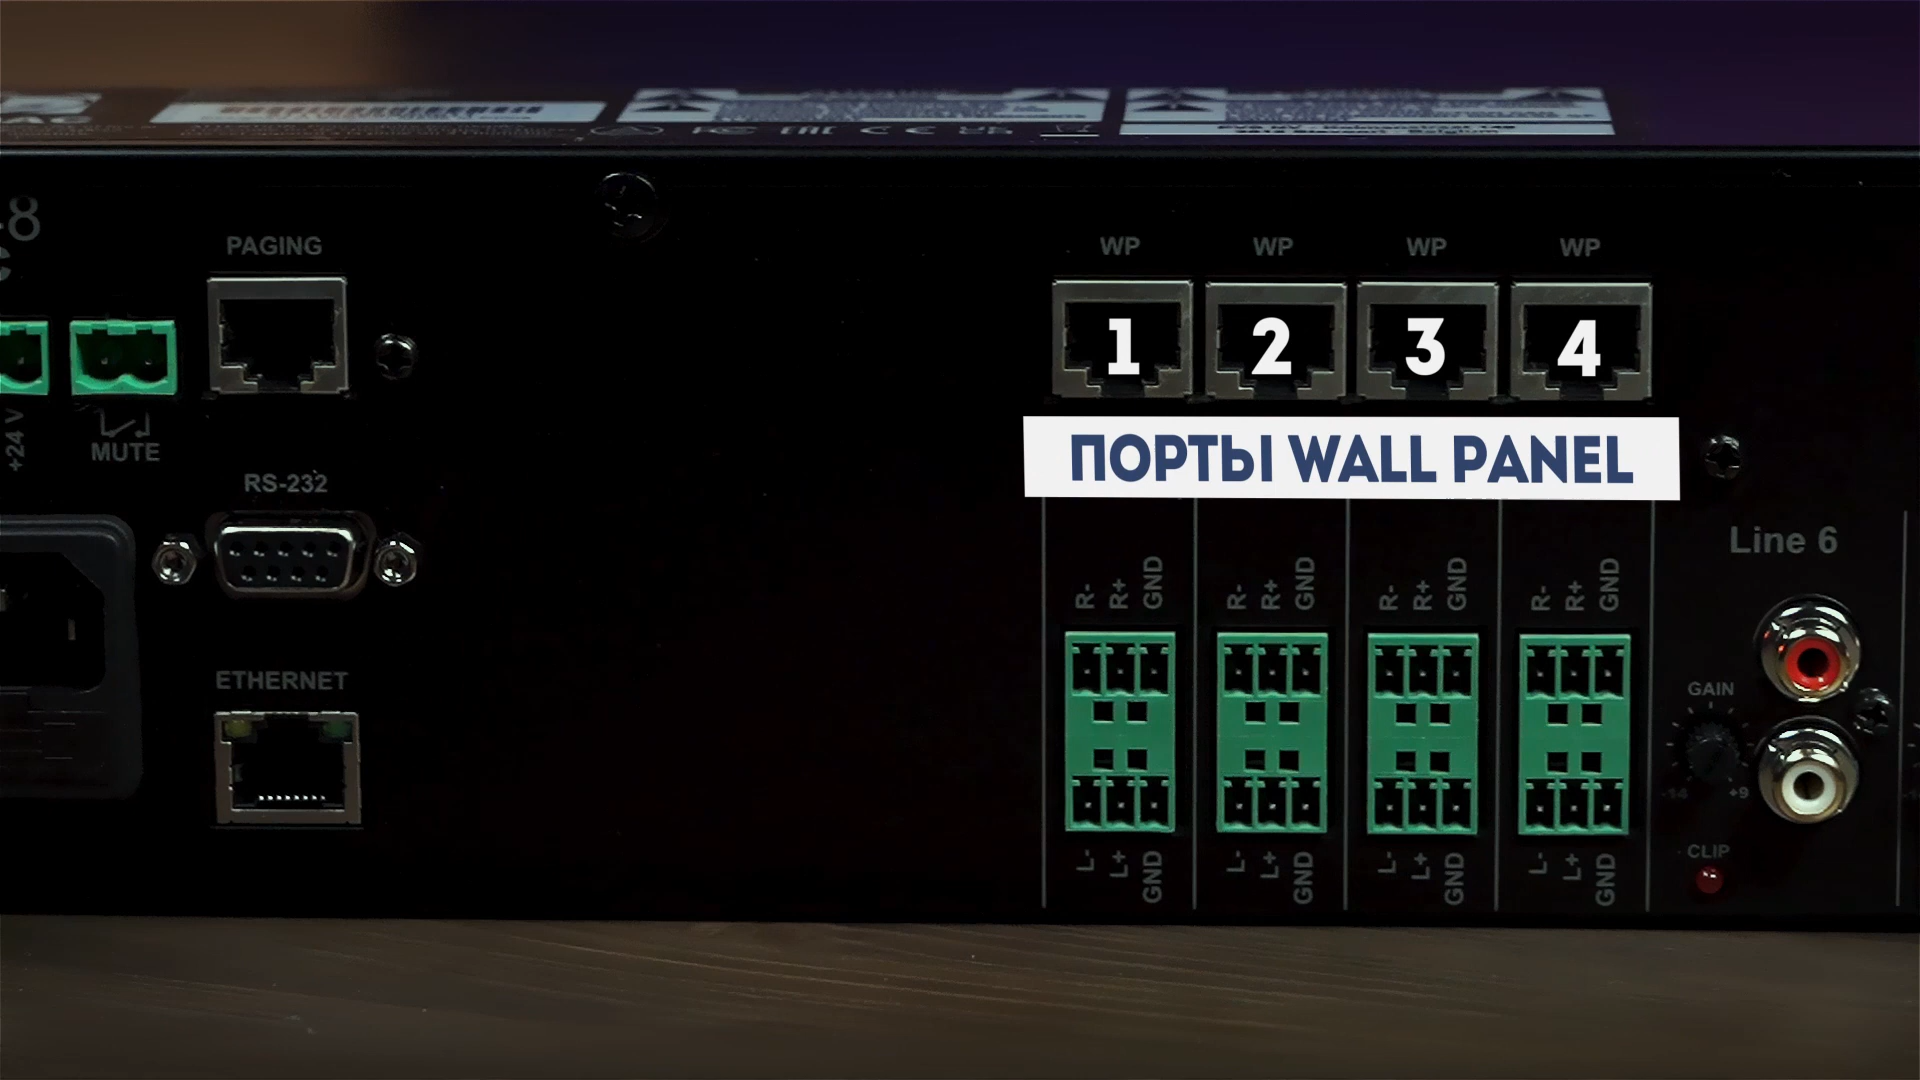 8
PAGING
WP WP WP WP
1 2 3 4
+24 V
MUTE
ПОРТЫ WALL PANEL
RS-232
Line 6
R- R+ GND R- R+ GND R- R+ GND R- R+ GND
ETHERNET
GAIN
-14 +9
CLIP
L- L+ GND L- L+ GND L- L+ GND L- L+ GND